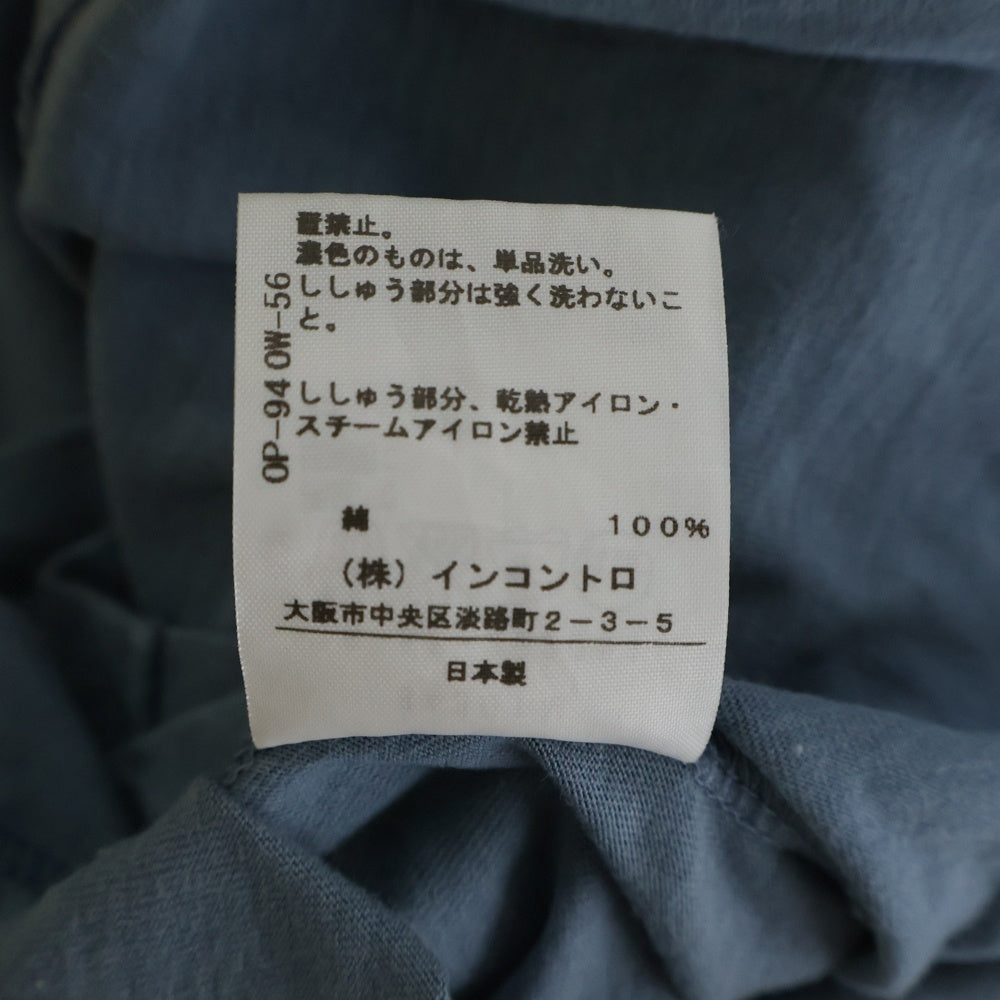 置禁止。
濃色のものは、単品洗い。
ししゅう部分は強く洗わないこ
と。
ししゅう部分、乾熱アイロン・
スチームアイロン禁止
綿 100%
(株)インコントロ
大阪市中央区淡路町2-3-5
日本製
OP-94 OW-56